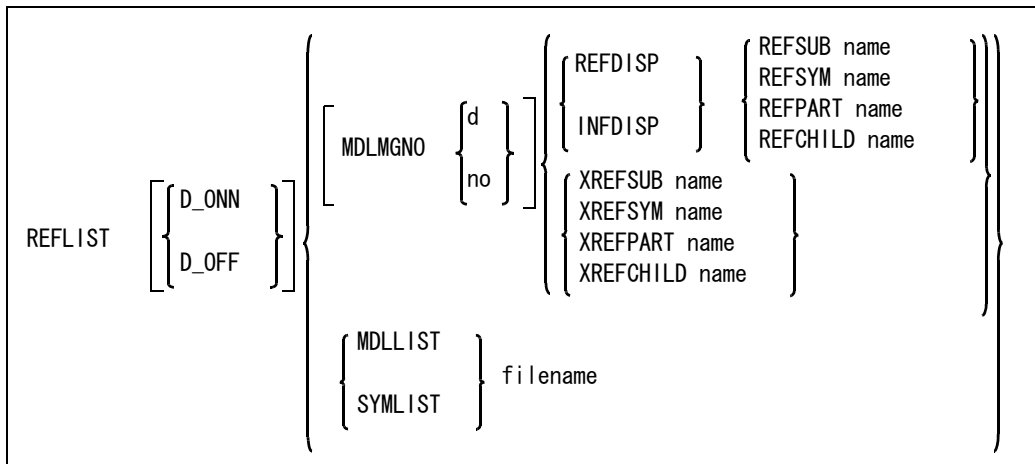 REFLIST
D_ONN
D_OFF
MDLMGNO
d
no
REFDISP
INFDISP
REFSUB name
REFSYM name
REFPART name
REFCHILD name
XREFSUB name
XREFSYM name
XREFPART name
XREFCHILD name
MDLLIST
SYMLIST
filename